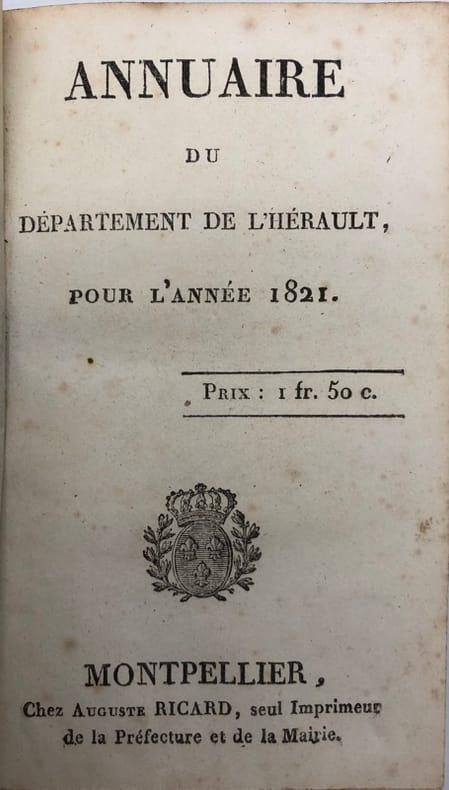 ANNUAIRE
DU
DÉPARTEMENT DE L'HÉRAULT,
POUR L'ANNÉE 1821.
PRIX : 1 fr. 50 c.
MONTPELLIER,
Chez AUGUSTE RICARD, seul Imprimeur
de la Préfecture et de la Mairie.